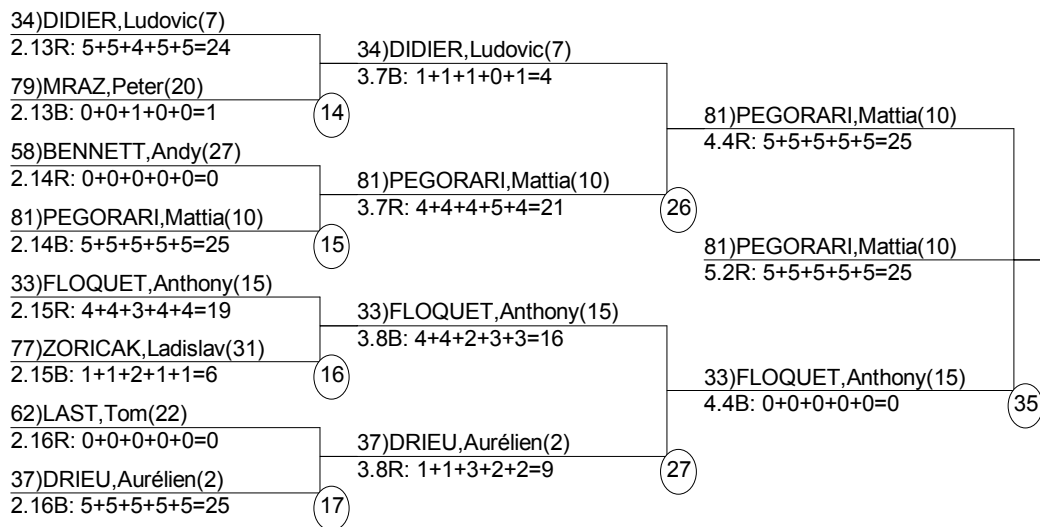 34)DIDIER,Ludovic(7)
2.13R: 5+5+4+5+5=24
79)MRAZ,Peter(20)
2.13B: 0+0+1+0+0=1
14
58)BENNETT,Andy(27)
2.14R: 0+0+0+0+0=0
81)PEGORARI,Mattia(10)
2.14B: 5+5+5+5+5=25
15
33)FLOQUET,Anthony(15)
2.15R: 4+4+3+4+4=19
77)ZORICAK,Ladislav(31)
2.15B: 1+1+2+1+1=6
16
62)LAST,Tom(22)
2.16R: 0+0+0+0+0=0
37)DRIEU,Aurélien(2)
2.16B: 5+5+5+5+5=25
17
34)DIDIER,Ludovic(7)
3.7B: 1+1+1+0+1=4
81)PEGORARI,Mattia(10)
3.7R: 4+4+4+5+4=21
26
33)FLOQUET,Anthony(15)
3.8B: 4+4+2+3+3=16
37)DRIEU,Aurélien(2)
3.8R: 1+1+3+2+2=9
27
81)PEGORARI,Mattia(10)
4.4R: 5+5+5+5+5=25
81)PEGORARI,Mattia(10)
5.2R: 5+5+5+5+5=25
33)FLOQUET,Anthony(15)
4.4B: 0+0+0+0+0=0
35